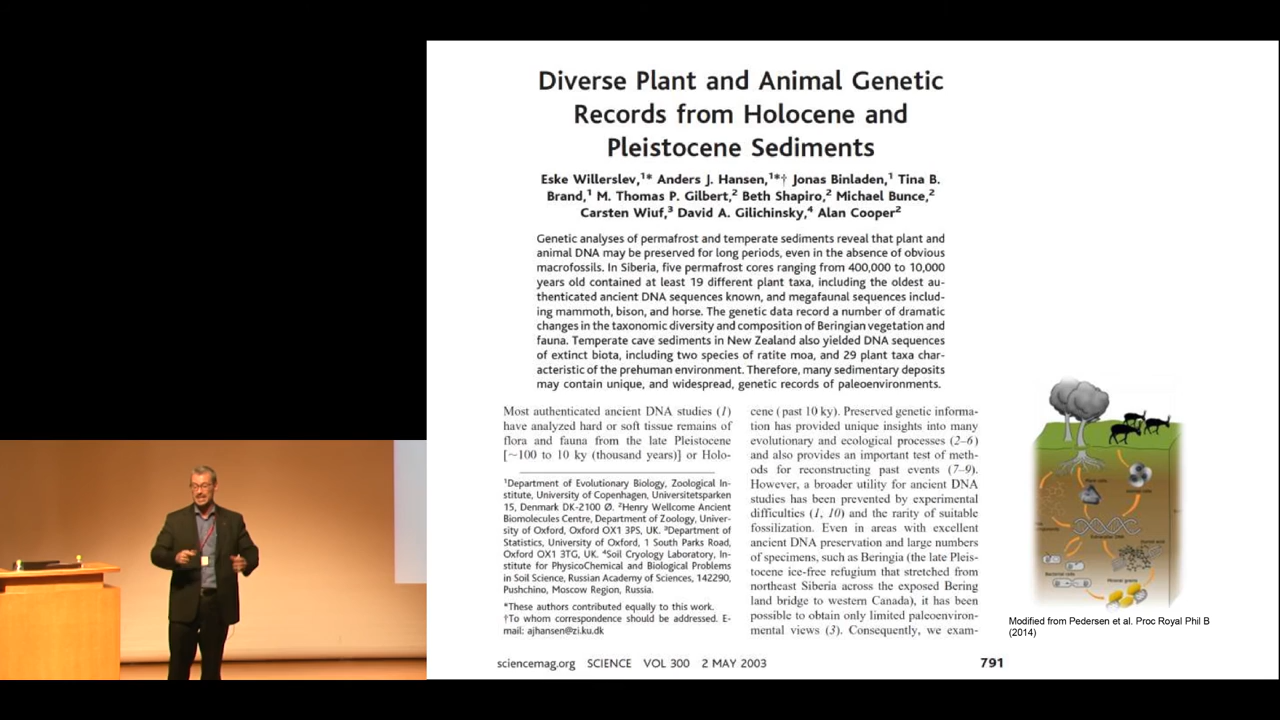 Diverse Plant and Animal Genetic
Records from Holocene and
Pleistocene Sediments
Eske Willerslev,¹* Anders J. Hansen,¹*† Jonas Binladen,¹ Tina B.
Brand,¹ M. Thomas P. Gilbert,² Beth Shapiro,² Michael Bunce,²
Carsten Wiuf,³ David A. Gilichinsky,⁴ Alan Cooper²
Genetic analyses of permafrost and temperate sediments reveal that plant and
animal DNA may be preserved for long periods, even in the absence of obvious
macrofossils. In Siberia, five permafrost cores ranging from 400,000 to 10,000
years old contained at least 19 different plant taxa, including the oldest au-
thenticated ancient DNA sequences known, and megafaunal sequences includ-
ing mammoth, bison, and horse. The genetic data record a number of dramatic
changes in the taxonomic diversity and composition of Beringian vegetation and
fauna. Temperate cave sediments in New Zealand also yielded DNA sequences
of extinct biota, including two species of ratite moa, and 29 plant taxa char-
acteristic of the prehuman environment. Therefore, many sedimentary deposits
may contain unique, and widespread, genetic records of paleoenvironments.
Most authenticated ancient DNA studies (1)
have analyzed hard or soft tissue remains of
flora and fauna from the late Pleistocene
[~100 to 10 ky (thousand years)] or Holo-
¹Department of Evolutionary Biology, Zoological In-
stitute, University of Copenhagen, Universitetsparken
15, Denmark DK-2100 Ø. ²Henry Wellcome Ancient
Biomolecules Centre, Department of Zoology, Univer-
sity of Oxford, Oxford OX1 3PS, UK. ³Department of
Statistics, University of Oxford, 1 South Parks Road,
Oxford OX1 3TG, UK. ⁴Soil Cryology Laboratory, In-
stitute for PhysicoChemical and Biological Problems
in Soil Science, Russian Academy of Sciences, 142290,
Pushchino, Moscow Region, Russia.
*These authors contributed equally to this work.
†To whom correspondence should be addressed. E-
mail: ajhansen@zi.ku.dk
cene (past 10 ky). Preserved genetic informa-
tion has provided unique insights into many
evolutionary and ecological processes (2–6)
and also provides an important test of meth-
ods for reconstructing past events (7–9).
However, a broader utility for ancient DNA
studies has been prevented by experimental
difficulties (1, 10) and the rarity of suitable
fossilization. Even in areas with excellent
ancient DNA preservation and large numbers
of specimens, such as Beringia (the late Pleis-
tocene ice-free refugium that stretched from
northeast Siberia across the exposed Bering
land bridge to western Canada), it has been
possible to obtain only limited paleoenviron-
mental views (3). Consequently, we exam-
Plant cells
Extracellular DNA
Bacterial cells
Mineral grains
Modified from Pedersen et al. Proc Royal Phil B
(2014)
sciencemag.org SCIENCE VOL 300 2 MAY 2003 791